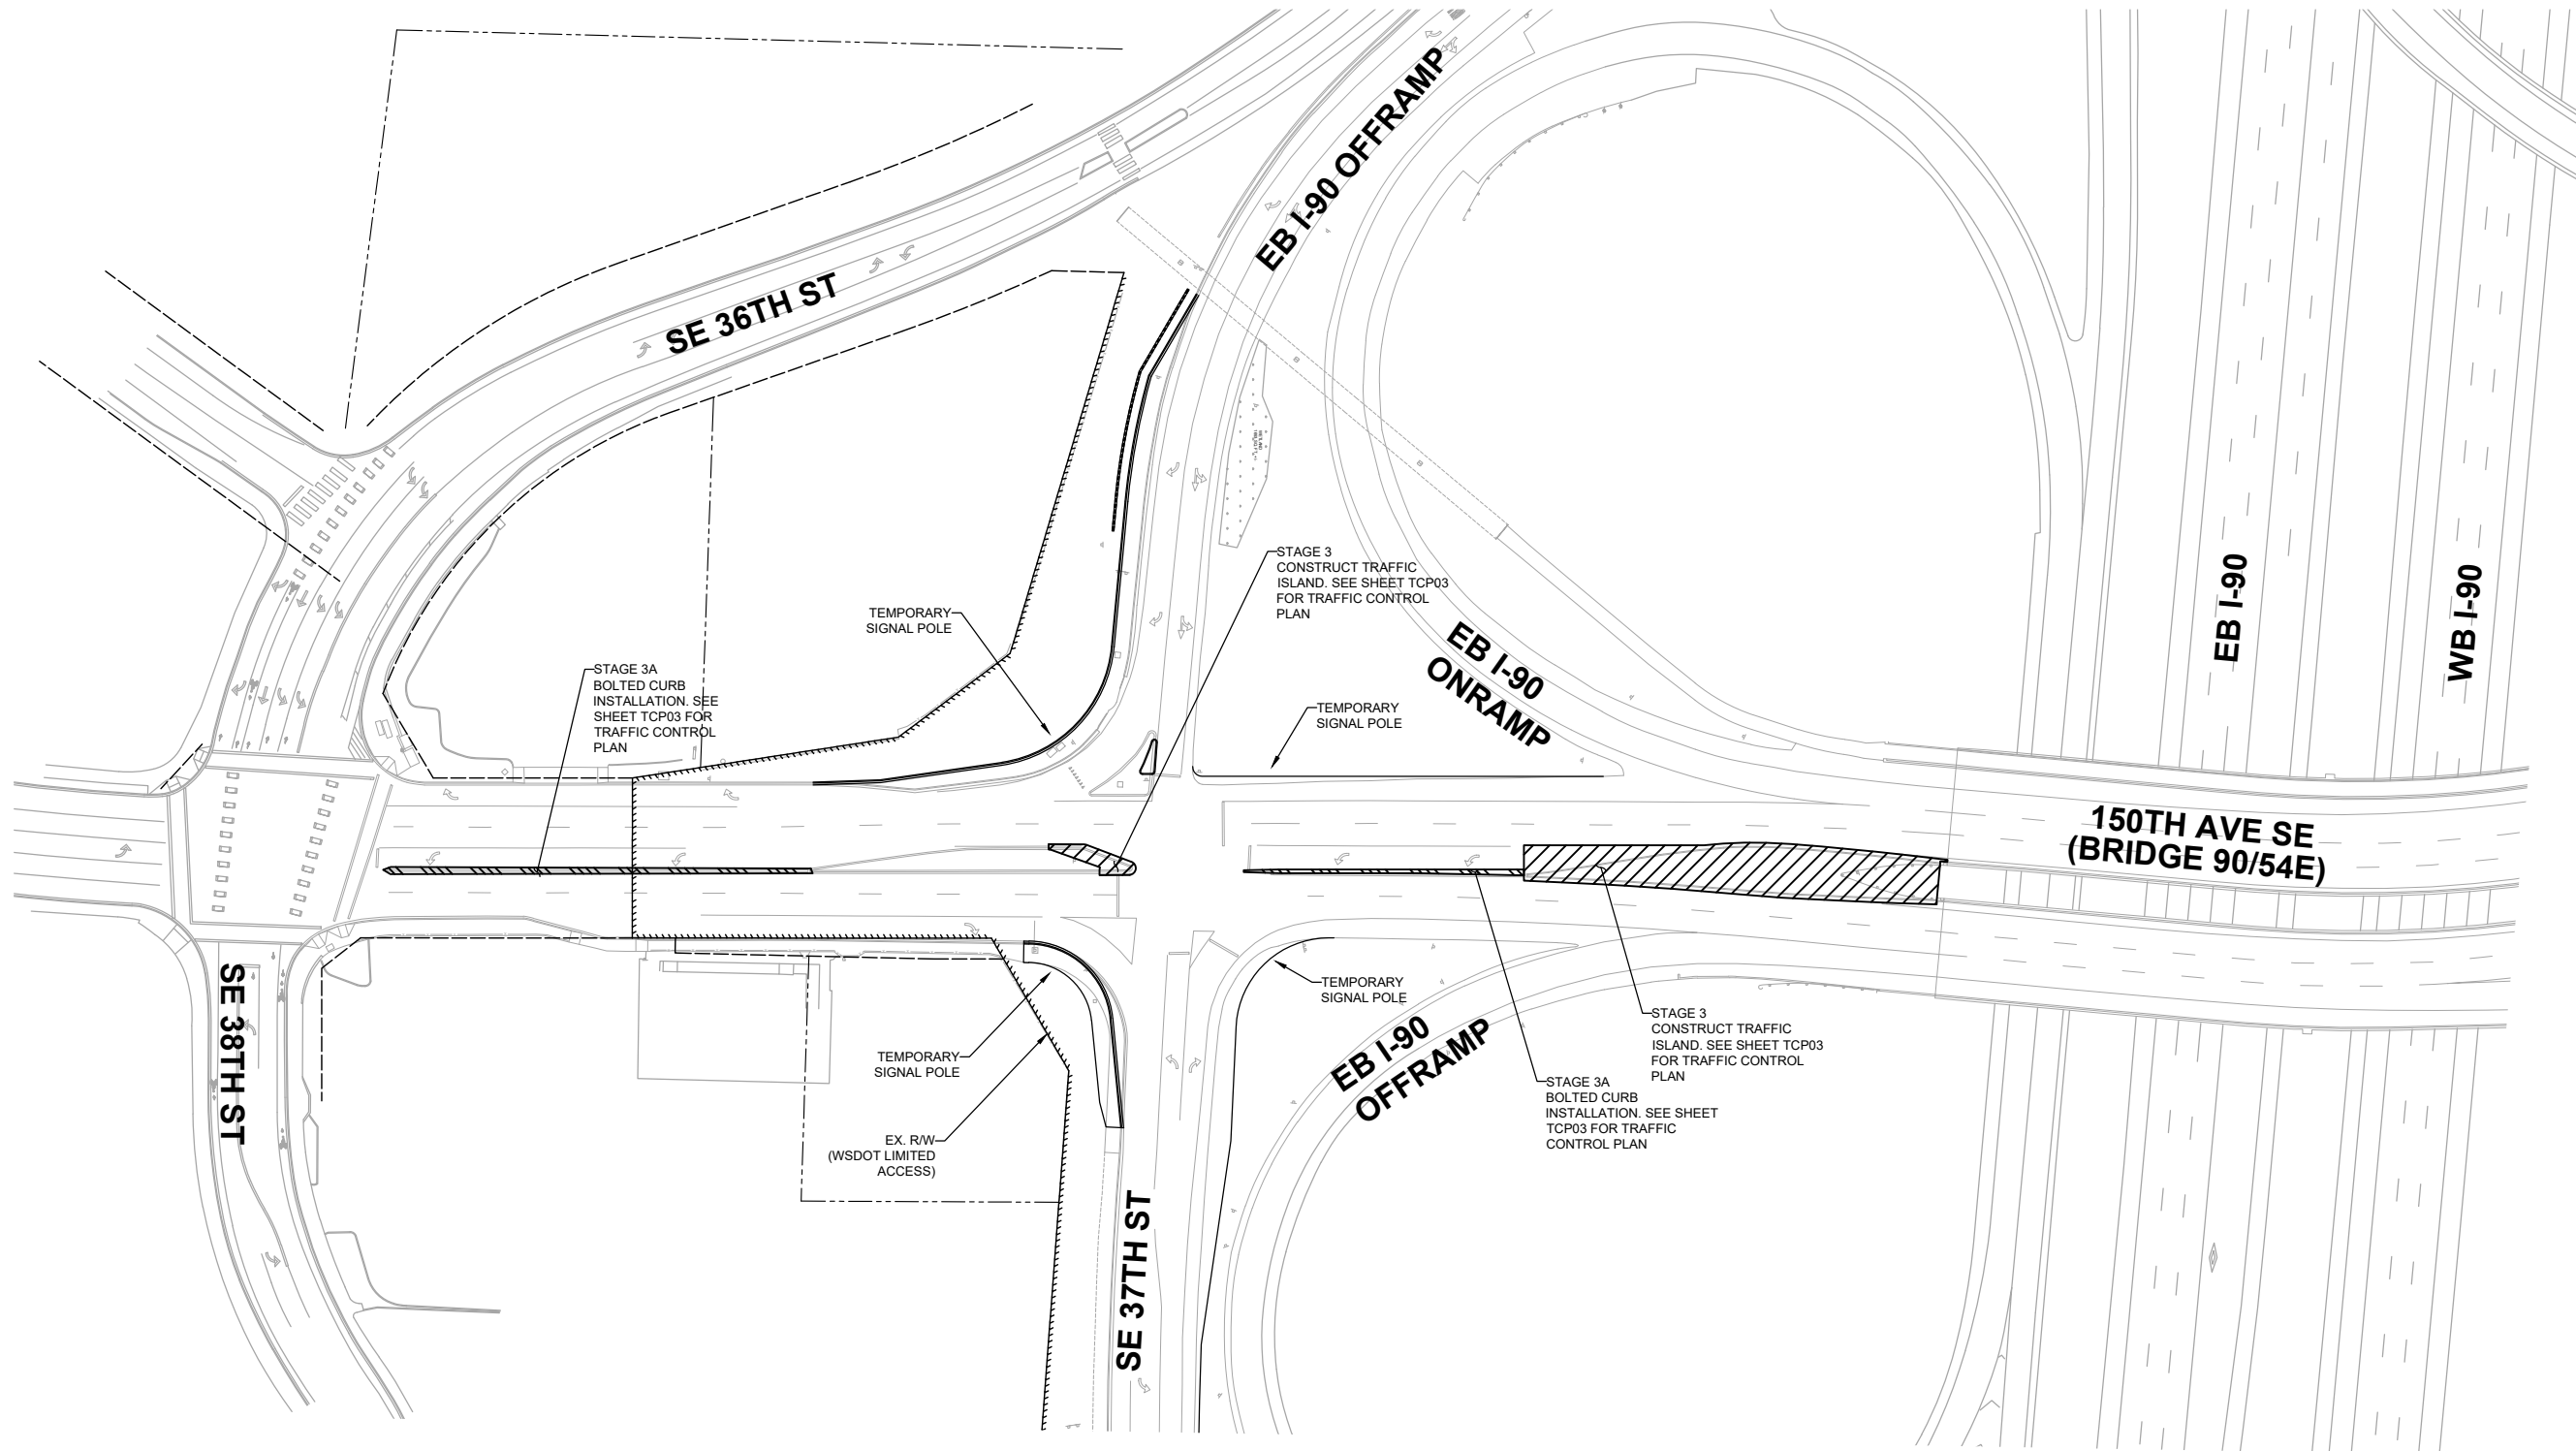 EB I-90 OFFRAMP
SE 36TH ST
STAGE 3
CONSTRUCT TRAFFIC
ISLAND. SEE SHEET TCP03
FOR TRAFFIC CONTROL
PLAN
TEMPORARY
SIGNAL POLE
STAGE 3A
BOLTED CURB
INSTALLATION. SEE
SHEET TCP03 FOR
TRAFFIC CONTROL
PLAN
EB I-90
ONRAMP
TEMPORARY
SIGNAL POLE
EB I-90
WB I-90
150TH AVE SE
(BRIDGE 90/54E)
SE 38TH ST
TEMPORARY
SIGNAL POLE
EX. R/W
(WSDOT LIMITED
ACCESS)
SE 37TH ST
TEMPORARY
SIGNAL POLE
EB I-90
OFFRAMP
STAGE 3
CONSTRUCT TRAFFIC
ISLAND. SEE SHEET TCP03
FOR TRAFFIC CONTROL
PLAN
STAGE 3A
BOLTED CURB
INSTALLATION. SEE SHEET
TCP03 FOR TRAFFIC
CONTROL PLAN